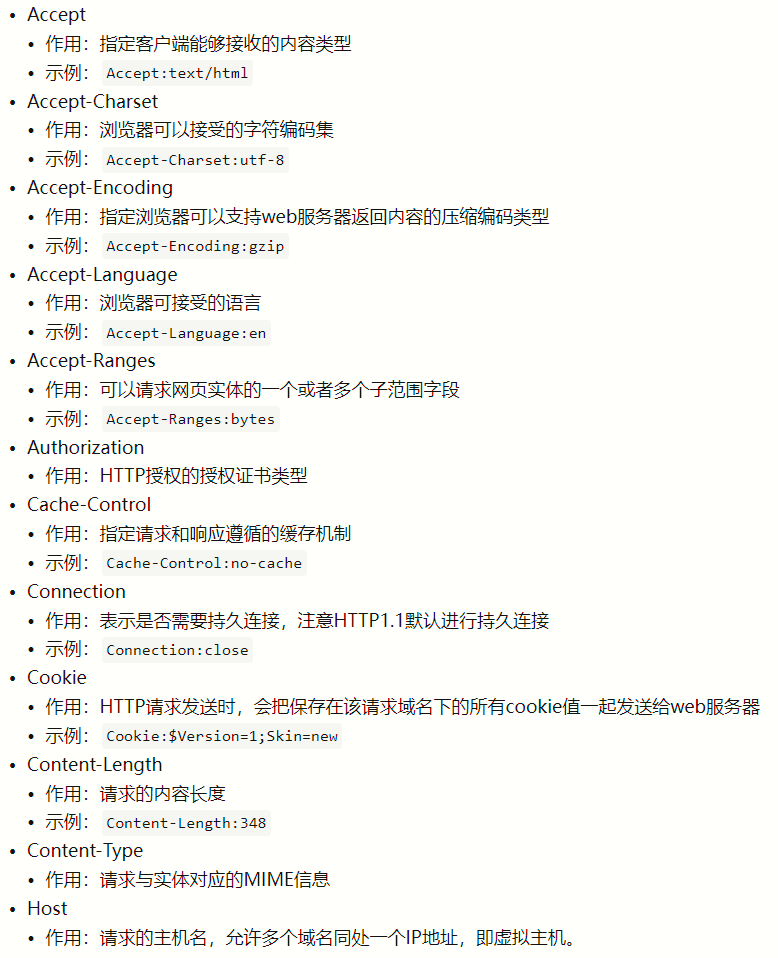 Accept
作用：指定客户端能够接收的内容类型
示例： Accept:text/html
Accept-Charset
作用：浏览器可以接受的字符编码集
示例： Accept-Charset:utf-8
Accept-Encoding
作用：指定浏览器可以支持web服务器返回内容的压缩编码类型
示例： Accept-Encoding:gzip
Accept-Language
作用：浏览器可接受的语言
示例： Accept-Language:en
Accept-Ranges
作用：可以请求网页实体的一个或者多个子范围字段
示例： Accept-Ranges:bytes
Authorization
作用：HTTP授权的授权证书类型
Cache-Control
作用：指定请求和响应遵循的缓存机制
示例： Cache-Control:no-cache
Connection
作用：表示是否需要持久连接，注意HTTP1.1默认进行持久连接
示例： Connection:close
Cookie
作用：HTTP请求发送时，会把保存在该请求域名下的所有cookie值一起发送给web服务器
示例： Cookie:$Version=1;Skin=new
Content-Length
作用：请求的内容长度
示例： Content-Length:348
Content-Type
作用：请求与实体对应的MIME信息
Host
作用：请求的主机名，允许多个域名同处一个IP地址，即虚拟主机。